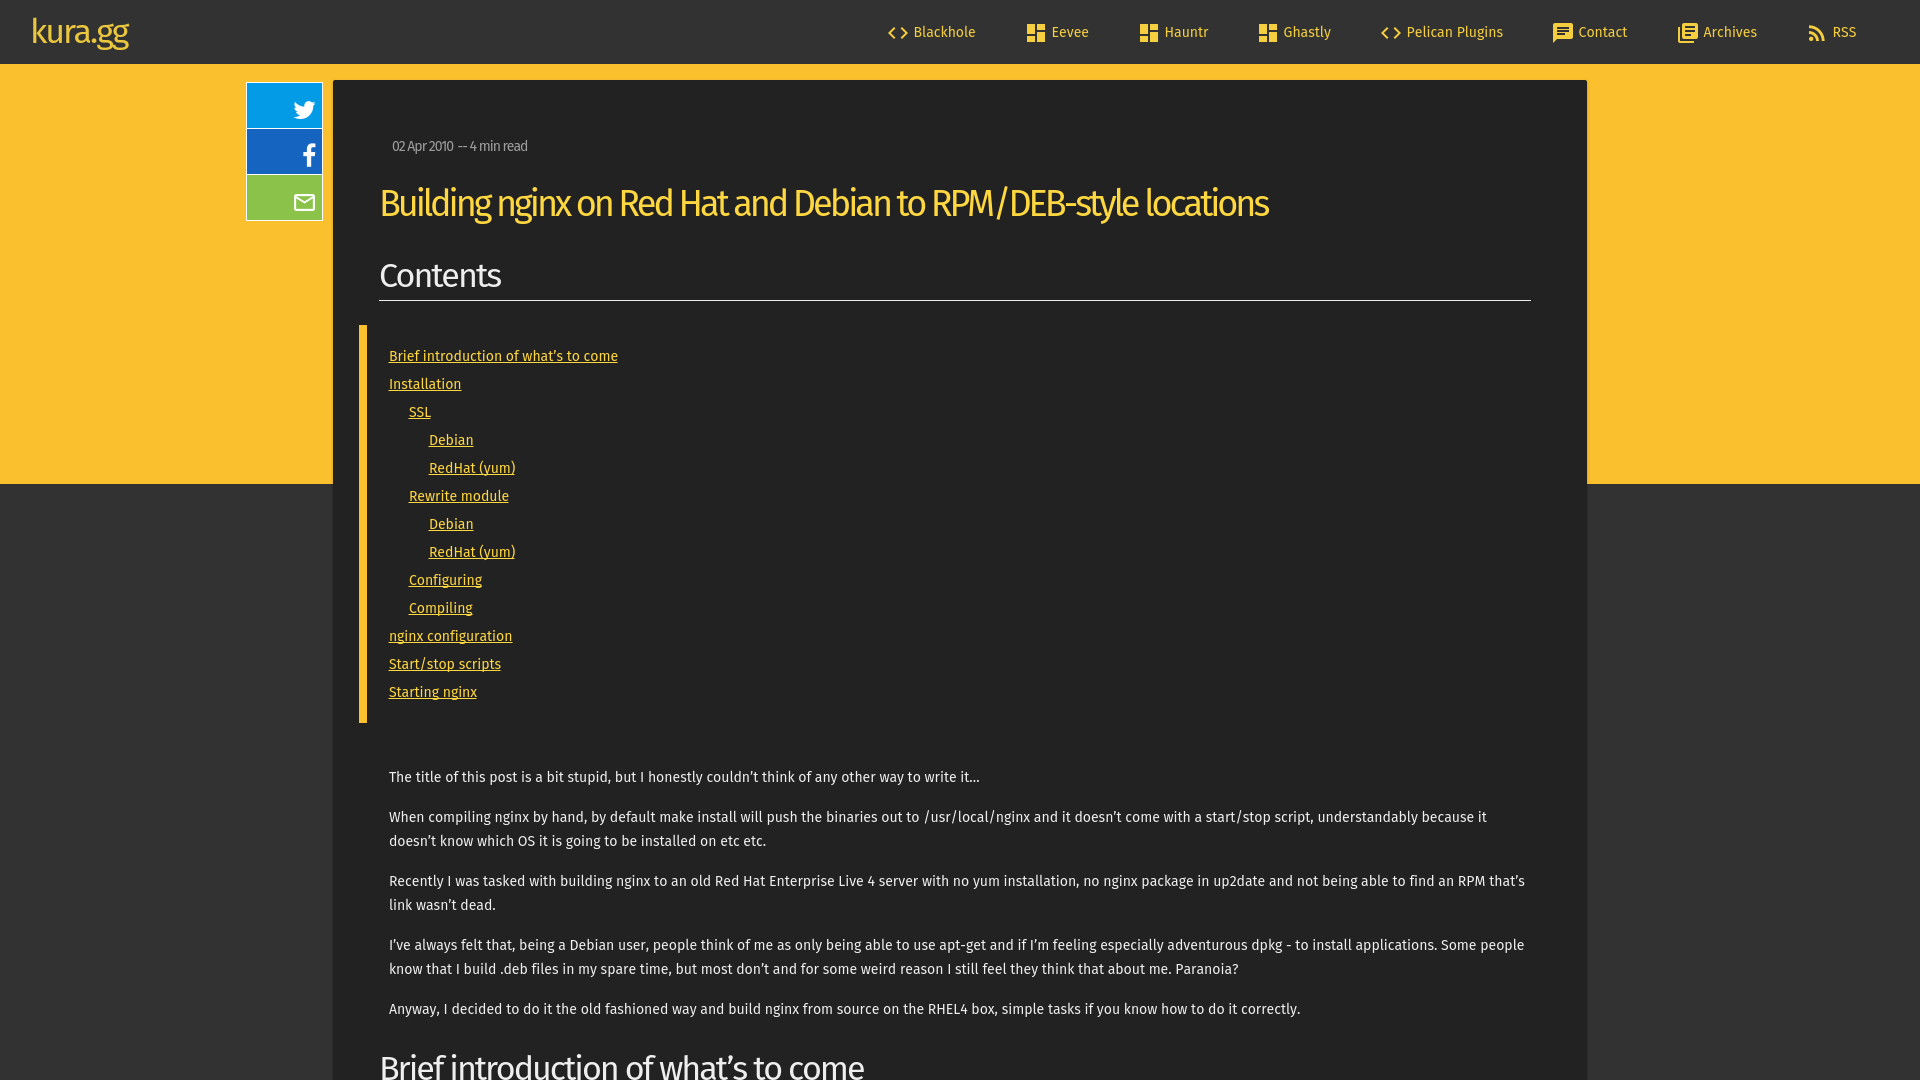 kura.gg
Blackhole
Eevee
Hauntr
Ghastly
Pelican Plugins
Contact
Archives
RSS
02 Apr 2010 -- 4 min read
Building nginx on Red Hat and Debian to RPM/DEB-style locations
Contents
Brief introduction of what’s to come
Installation
SSL
Debian
RedHat (yum)
Rewrite module
Debian
RedHat (yum)
Configuring
Compiling
nginx configuration
Start/stop scripts
Starting nginx
The title of this post is a bit stupid, but I honestly couldn’t think of any other way to write it…
When compiling nginx by hand, by default make install will push the binaries out to /usr/local/nginx and it doesn’t come with a start/stop script, understandably because it
doesn’t know which OS it is going to be installed on etc etc.
Recently I was tasked with building nginx to an old Red Hat Enterprise Live 4 server with no yum installation, no nginx package in up2date and not being able to find an RPM that’s
link wasn’t dead.
I’ve always felt that, being a Debian user, people think of me as only being able to use apt-get and if I’m feeling especially adventurous dpkg - to install applications. Some people
know that I build .deb files in my spare time, but most don’t and for some weird reason I still feel they think that about me. Paranoia?
Anyway, I decided to do it the old fashioned way and build nginx from source on the RHEL4 box, simple tasks if you know how to do it correctly.
Brief introduction of what’s to come